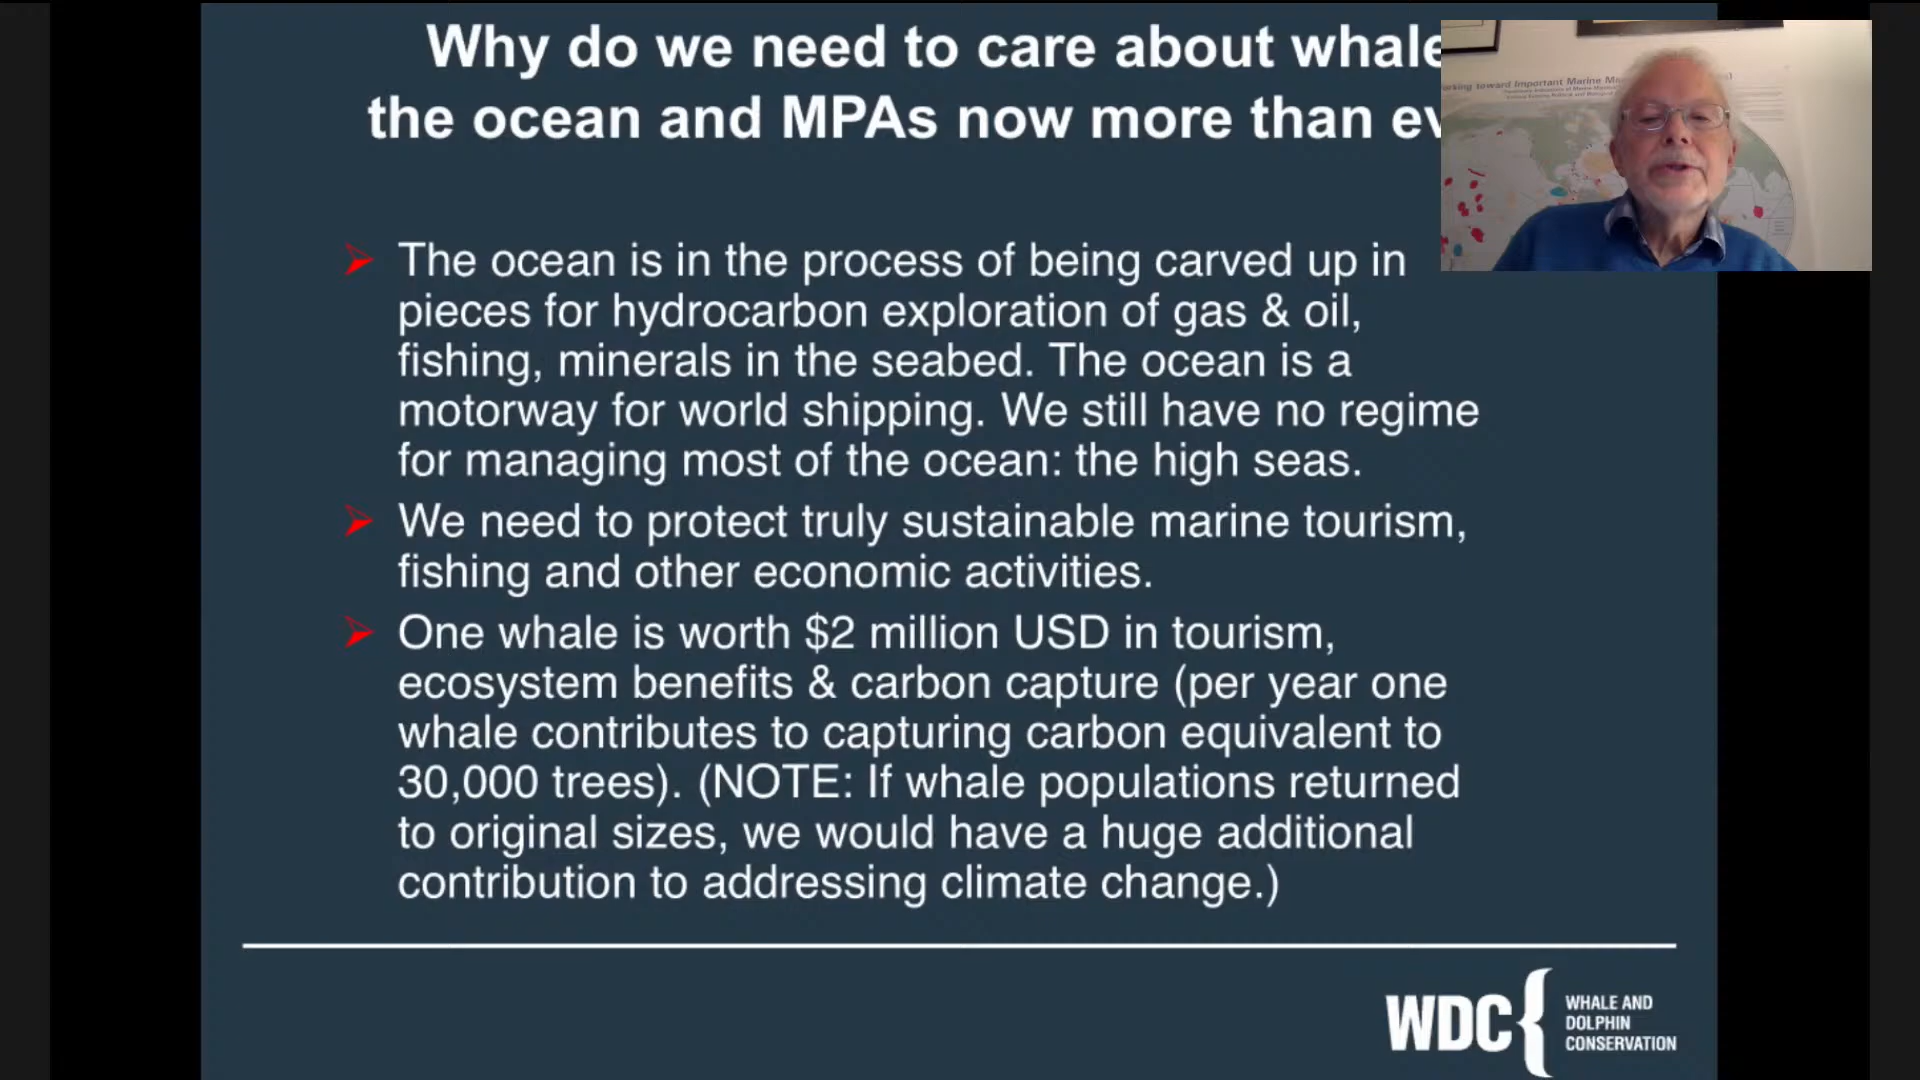 Why do we need to care about whale
the ocean and MPAs now more than ev
The ocean is in the process of being carved up in
pieces for hydrocarbon exploration of gas & oil,
fishing, minerals in the seabed. The ocean is a
motorway for world shipping. We still have no regime
for managing most of the ocean: the high seas.
We need to protect truly sustainable marine tourism,
fishing and other economic activities.
One whale is worth $2 million USD in tourism,
ecosystem benefits & carbon capture (per year one
whale contributes to capturing carbon equivalent to
30,000 trees). (NOTE: If whale populations returned
to original sizes, we would have a huge additional
contribution to addressing climate change.)
toward Important Marine
WDC
WHALE AND
DOLPHIN
CONSERVATION